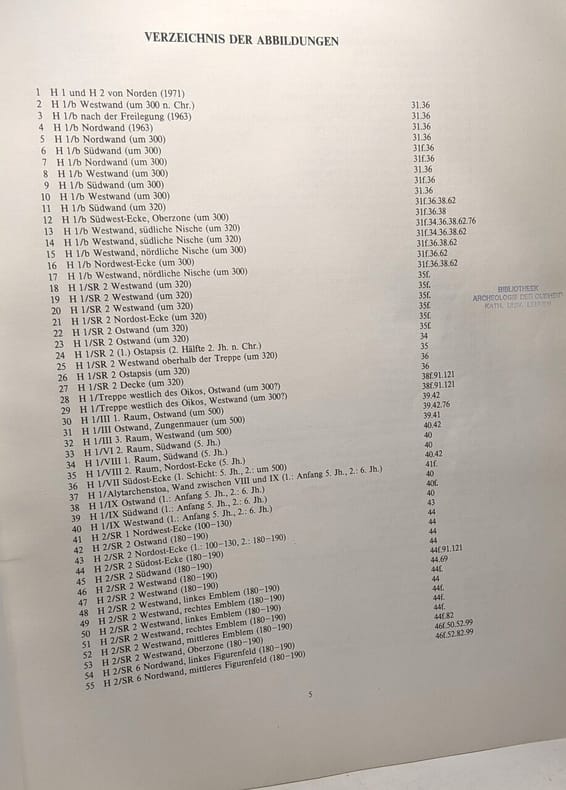 VERZEICHNIS DER ABBILDUNGEN
1 H 1 und H 2 von Norden (1971)
2 H 1/b Westwand (um 300 n. Chr.) 31.36
3 H 1/b nach der Freilegung (1963) 31.36
4 H 1/b Nordwand (1963) 31.36
5 H 1/b Nordwand (um 300) 31.36
6 H 1/b Südwand (um 300) 31f.36
7 H 1/b Nordwand (um 300) 31f.36
8 H 1/b Westwand (um 300) 31.36
9 H 1/b Südwand (um 300) 31f.36
10 H 1/b Westwand (um 300) 31.36
11 H 1/b Südwand (um 320) 31f.36.38.62
12 H 1/b Südwest-Ecke, Oberzone (um 300) 31f.36.38
13 H 1/b Westwand, südliche Nische (um 320) 31f.34.36.38.62.76
14 H 1/b Westwand, südliche Nische (um 320) 31f.34.36.38.62
15 H 1/b Westwand, nördliche Nische (um 300) 31f.36.38.62
16 H 1/b Nordwest-Ecke (um 300) 31f.36.62
17 H 1/b Westwand, nördliche Nische (um 300) 31f.36.38.62
18 H 1/SR 2 Westwand (um 320) 35f.
19 H 1/SR 2 Westwand (um 320) 35f.
20 H 1/SR 2 Westwand (um 320) 35f.
21 H 1/SR 2 Nordost-Ecke (um 320) 35f.
22 H 1/SR 2 Ostwand (um 320) 35f.
23 H 1/SR 2 Ostwand (um 320) 35f.
24 H 1/SR 2 (1.) Ostapsis (2. Hälfte 2. Jh. n. Chr.) 34
25 H 1/SR 2 Westwand oberhalb der Treppe (um 320) 35
26 H 1/SR 2 Ostapsis (um 320) 36
27 H 1/SR 2 Decke (um 320) 36
28 H 1/Treppe westlich des Oikos, Ostwand (um 300?) 38f.91.121
29 H 1/Treppe westlich des Oikos, Westwand (um 300?) 38f.91.121
30 H 1/III 1. Raum, Ostwand (um 500) 39.42
31 H 1/III Ostwand, Zungenmauer (um 500) 39.42.76
32 H 1/III 3. Raum, Westwand (um 500) 39.41
33 H 1/VI 2. Raum, Südwand (5. Jh.) 40.42
34 H 1/VIII 1. Raum, Südwand (5. Jh.) 40
35 H 1/VIII 2. Raum, Nordost-Ecke (5. Jh.) 40
36 H 1/VII Südost-Ecke (1. Schicht: 5. Jh., 2.: um 500) 40.42
37 H 1/Alytarchenstoa, Wand zwischen VIII und IX (1.: Anfang 5. Jh., 2.: 6. Jh.) 41f.
38 H 1/IX Ostwand (1.: Anfang 5. Jh., 2.: 6. Jh.) 40
39 H 1/IX Südwand (1.: Anfang 5. Jh., 2.: 6. Jh.) 40f.
40 H 1/IX Westwand (1.: Anfang 5. Jh., 2.: 6. Jh.) 40
41 H 2/SR 1 Nordwest-Ecke (100–130) 43
42 H 2/SR 2 Ostwand (180–190) 44
43 H 2/SR 2 Nordost-Ecke (1.: 100–130, 2.: 180–190) 44
44 H 2/SR 2 Südost-Ecke (180–190) 44
45 H 2/SR 2 Südwand (180–190) 44
46 H 2/SR 2 Westwand (180–190) 44f.91.121
47 H 2/SR 2 Westwand (180–190) 44.69
48 H 2/SR 2 Westwand, linkes Emblem (180–190) 44f.
49 H 2/SR 2 Westwand, rechtes Emblem (180–190) 44
50 H 2/SR 2 Westwand, linkes Emblem (180–190) 44f.
51 H 2/SR 2 Westwand, rechtes Emblem (180–190) 44f.
52 H 2/SR 2 Westwand, mittleres Emblem (180–190) 44f.
53 H 2/SR 2 Westwand, Oberzone (180–190) 44f.82
54 H 2/SR 6 Nordwand, linkes Figurenfeld (180–190) 46f.50.52.99
55 H 2/SR 6 Nordwand, mittleres Figurenfeld (180–190) 46f.52.82.99
BIBLIOTHEEK
ARCHEOLOGIE DER OUDHEID
KATH. UNIV. LEUVEN
5